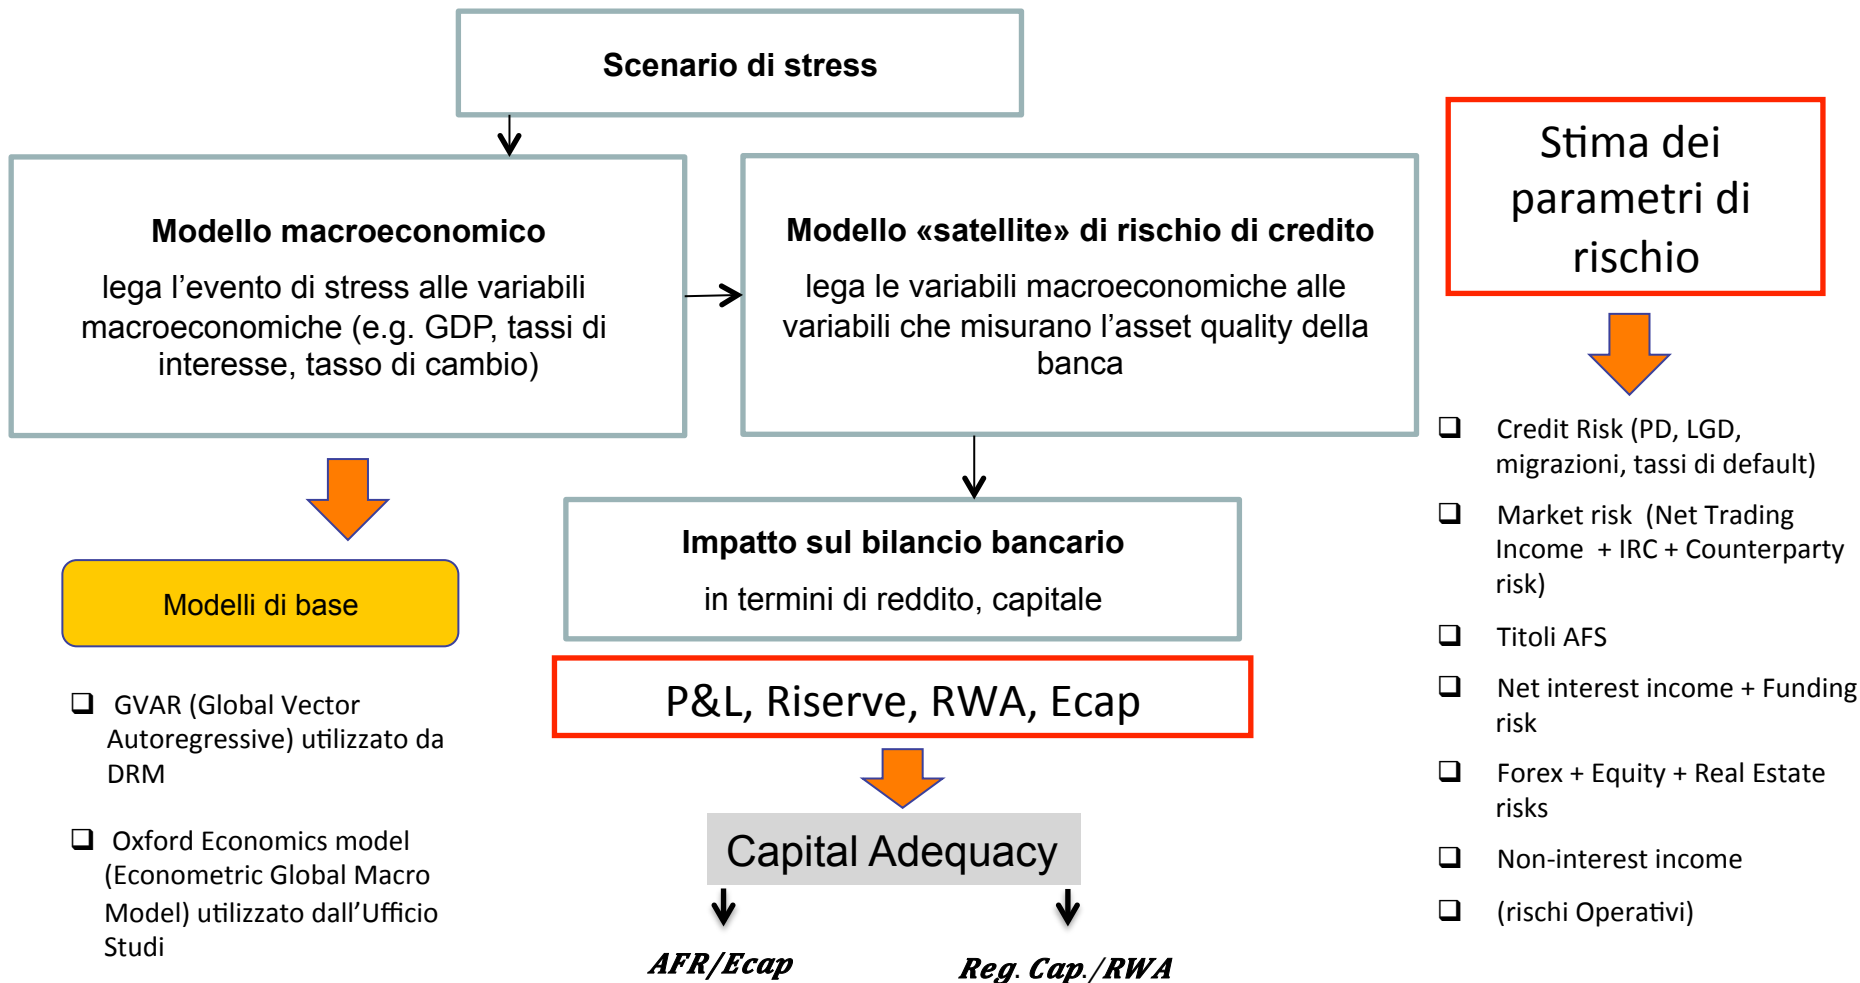 Scenario di stress
Modello macroeconomico
lega l’evento di stress alle variabili
macroeconomiche (e.g. GDP, tassi di
interesse, tasso di cambio)
Modello «satellite» di rischio di credito
lega le variabili macroeconomiche alle
variabili che misurano l’asset quality della
banca
Stima dei
parametri di
rischio
Modelli di base
❑ GVAR (Global Vector
Autoregressive) utilizzato da
DRM
❑ Oxford Economics model
(Econometric Global Macro
Model) utilizzato dall’Ufficio
Studi
Impatto sul bilancio bancario
in termini di reddito, capitale
P&L, Riserve, RWA, Ecap
Capital Adequacy
AFR/Ecap
Reg. Cap./RWA
❑ Credit Risk (PD, LGD,
migrazioni, tassi di default)
❑ Market risk (Net Trading
Income + IRC + Counterparty
risk)
❑ Titoli AFS
❑ Net interest income + Funding
risk
❑ Forex + Equity + Real Estate
risks
❑ Non-interest income
❑ (rischi Operativi)